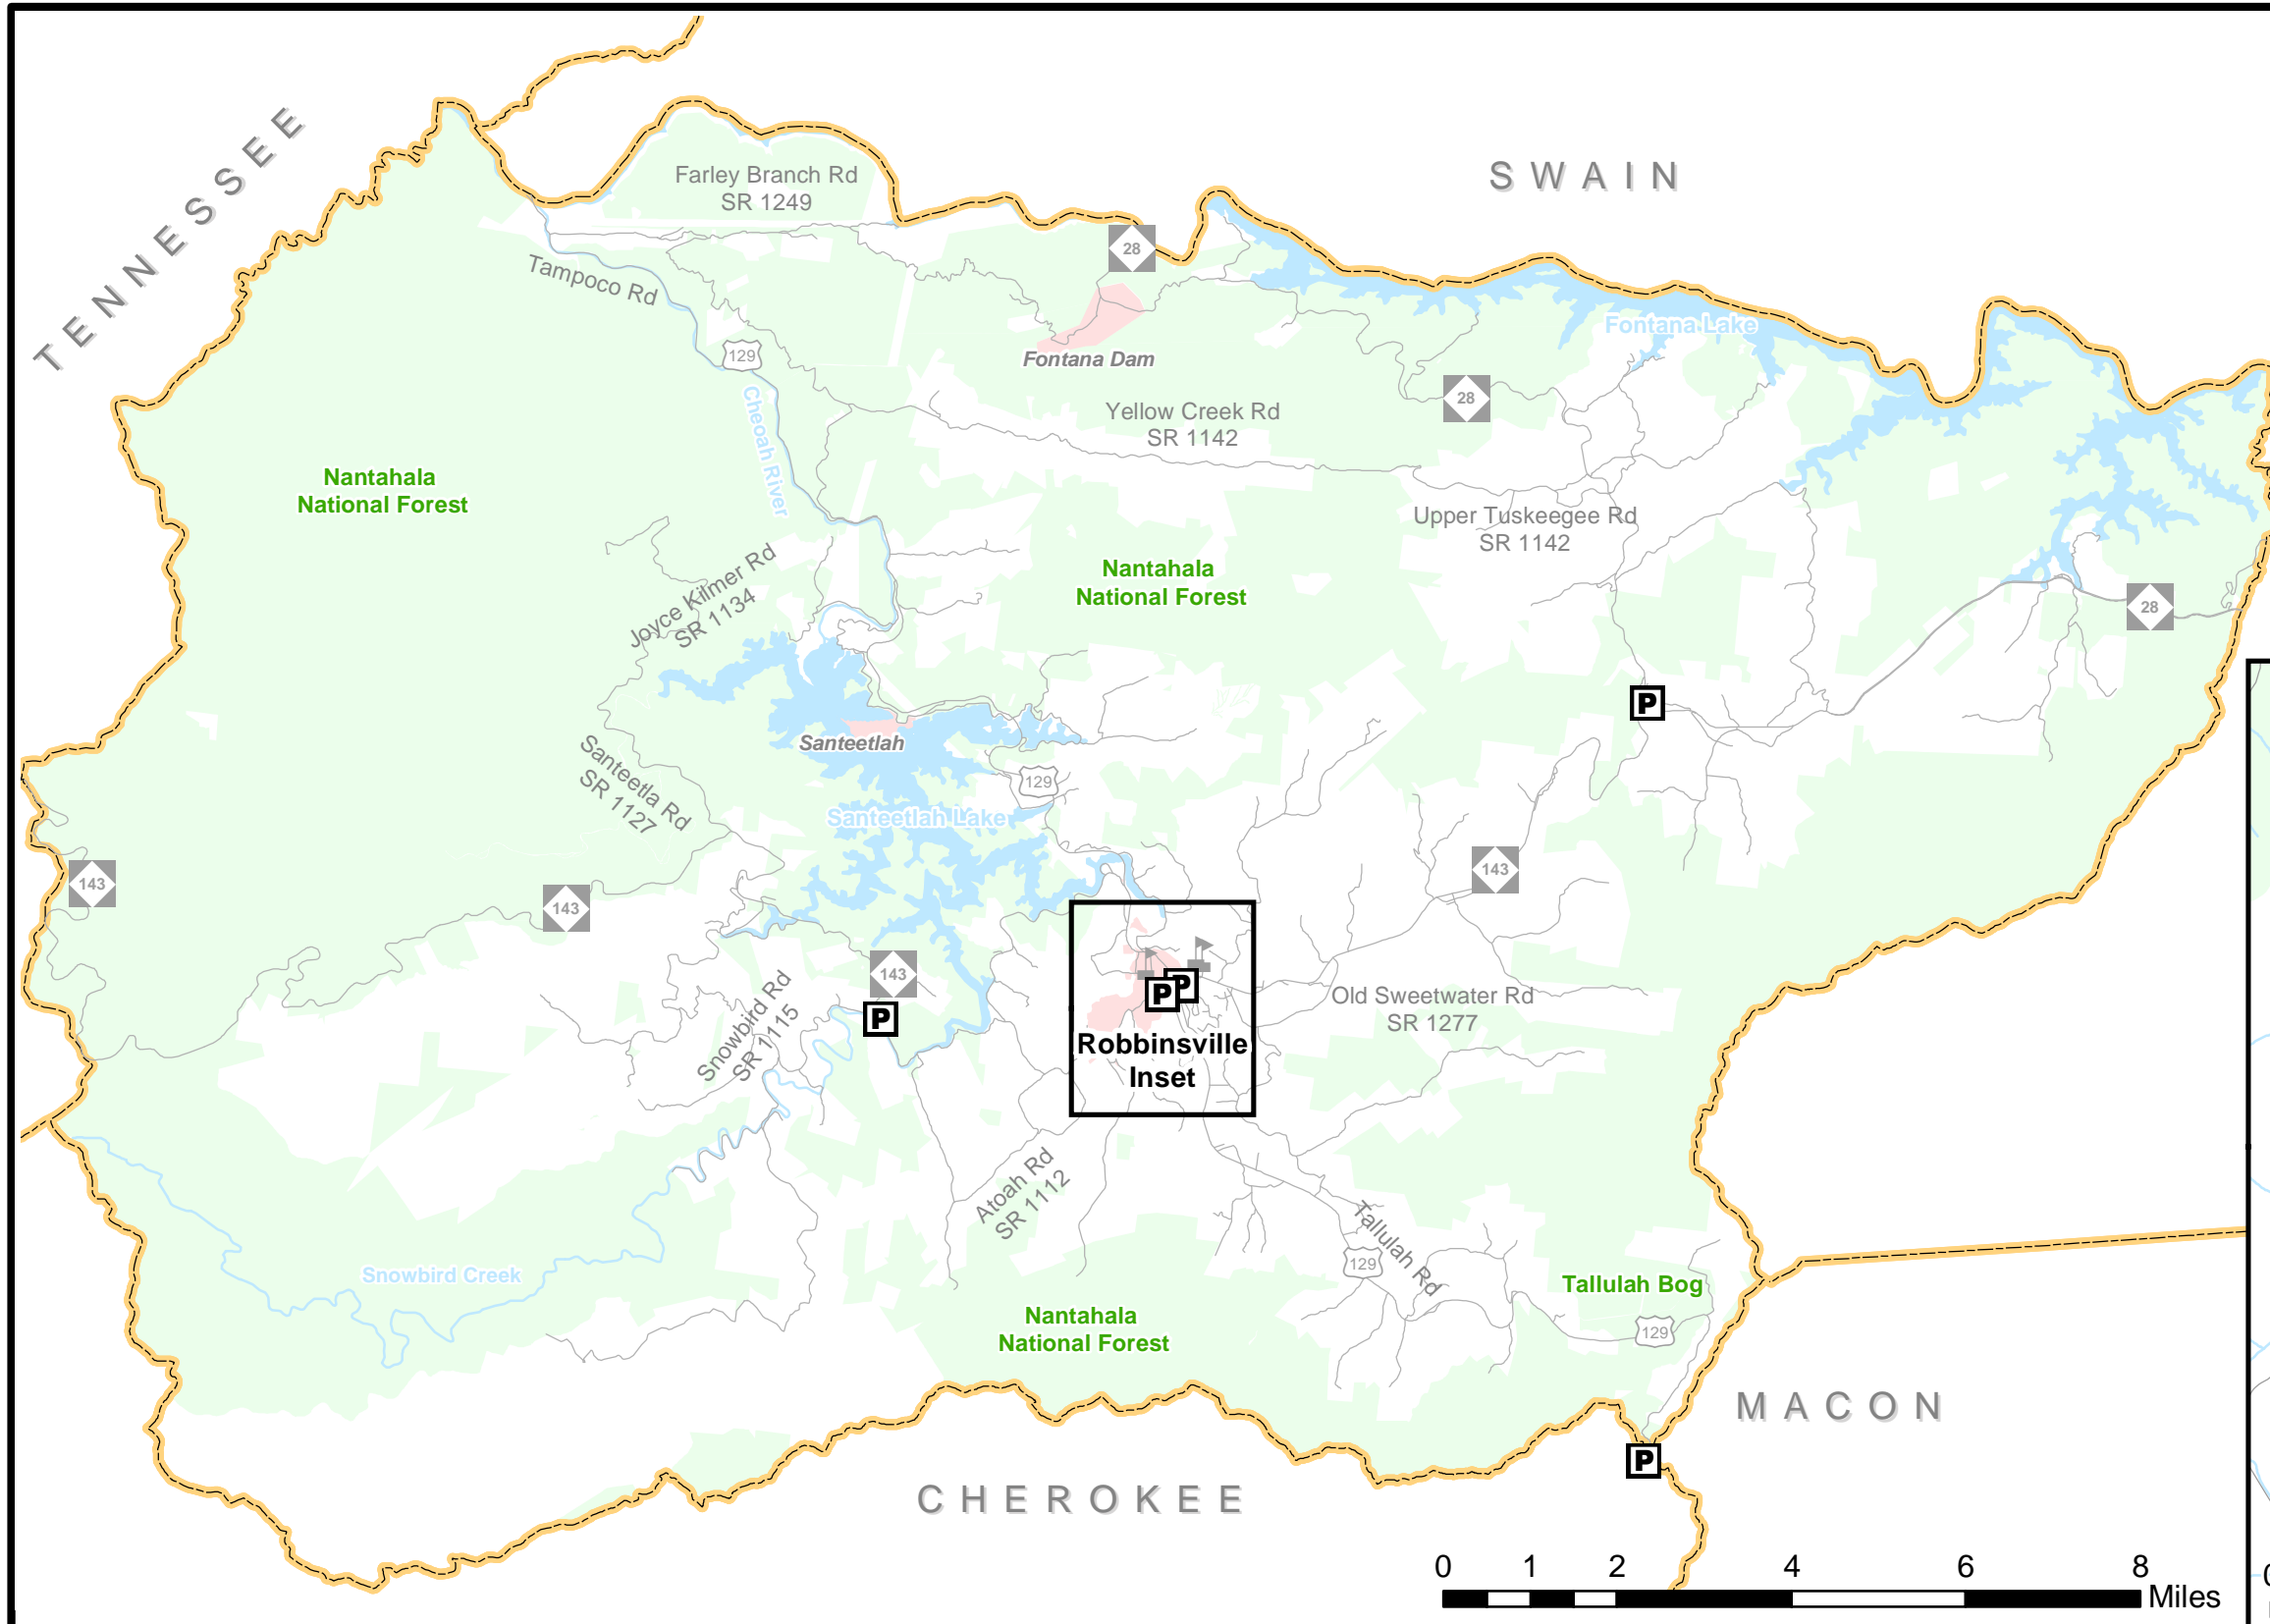 TENNESSEE
SWAIN
Farley Branch Rd
SR 1249
28
Tampoco Rd
Fontana Lake
129
Fontana Dam
28
Cheoah River
Yellow Creek Rd
SR 1142
Nantahala
National Forest
Upper Tuskeegee Rd
SR 1142
Joyce Kilmer Rd
SR 1134
Nantahala
National Forest
28
P
Santeetlah
Santeetla Rd
SR 1127
129
Santeetlah Lake
143
143
143
143
P
P
P
Snowbird Rd
SR 1115
Old Sweetwater Rd
SR 1277
Robbinsville
Inset
Atoah Rd
SR 1112
Tallulah Rd
129
Snowbird Creek
Tallulah Bog
Nantahala
National Forest
129
MACON
P
CHEROKEE
0 1 2 4 6 8
Miles